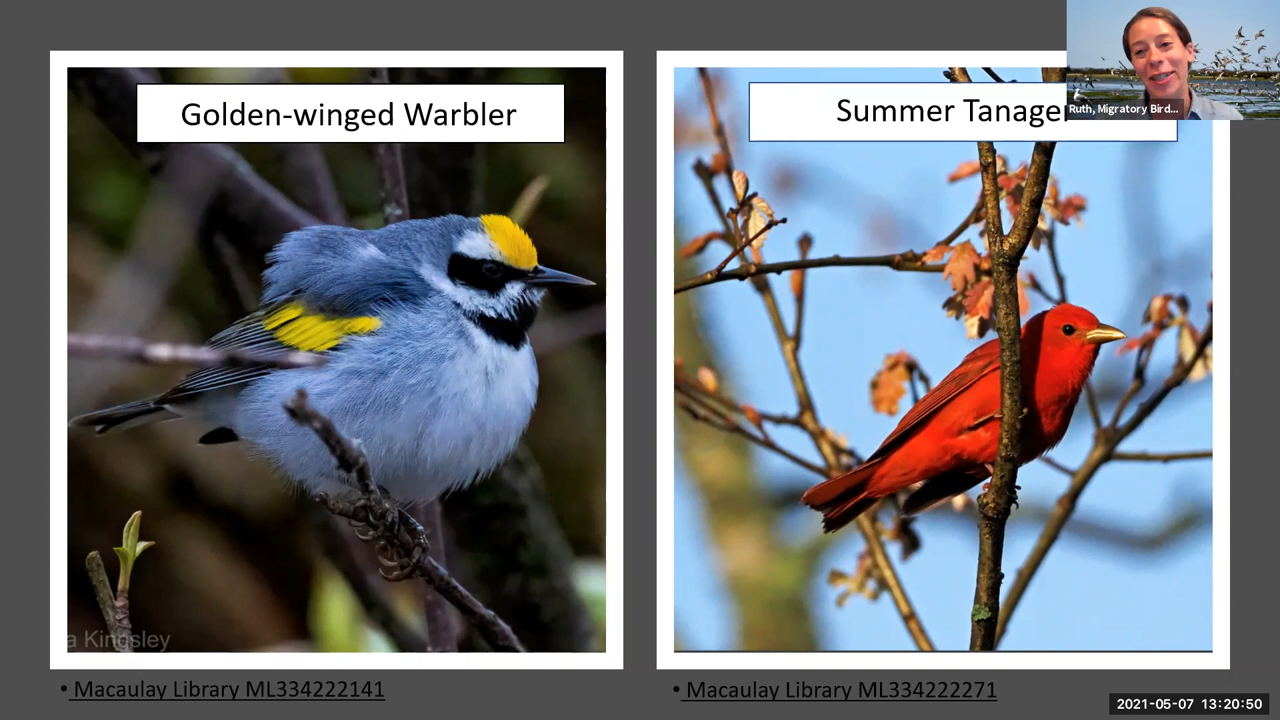 Golden-winged Warbler
Summer Tanager
Ruth, Migratory Bird...
a Kingsley
• Macaulay Library ML334222141
• Macaulay Library ML334222271
2021-05-07 13:20:50